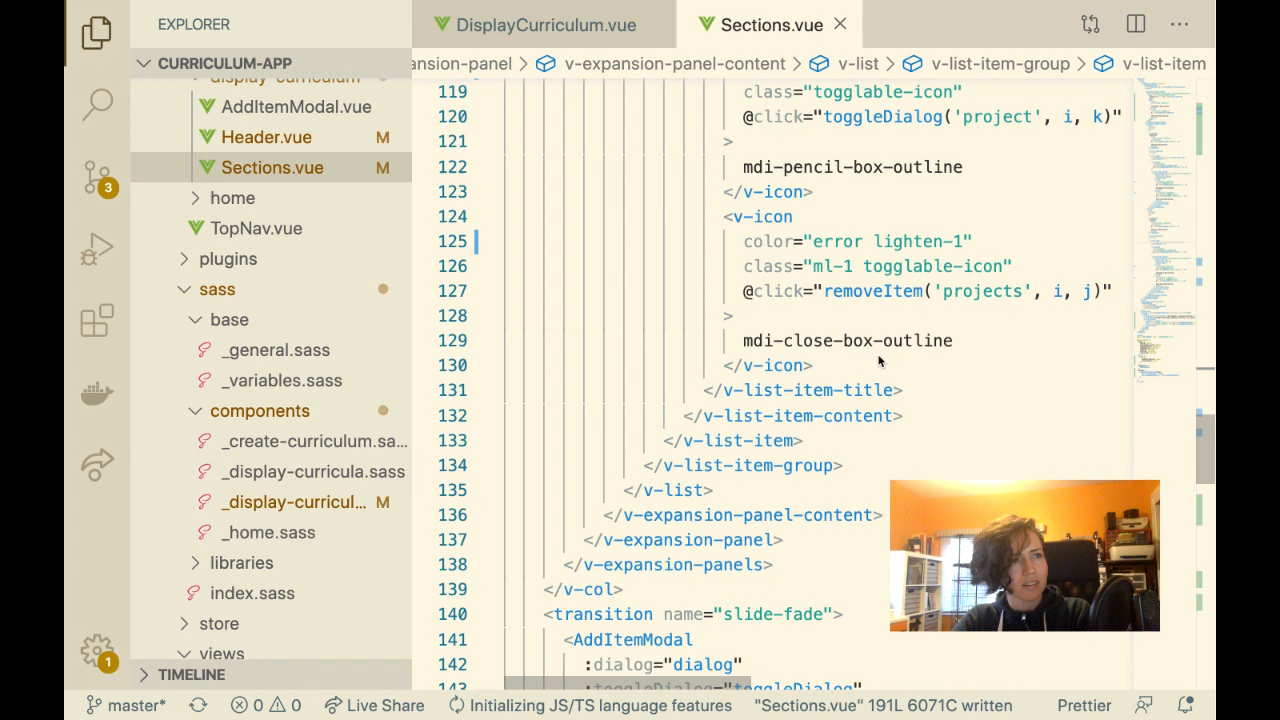 EXPLORER
DisplayCurriculum.vue
Sections.vue
CURRICULUM-APP
ansion-panel > v-expansion-panel-content > v-list > v-list-item-group > v-list-item
display-curriculum
AddItemModal.vue
Header.vue M
Sections.vue M
home
TopNav.vue
plugins
sass
base
_general.sass
_variables.sass
components
_create-curriculum.sa...
_display-curricula.sass
_display-curricul... M
_home.sass
libraries
index.sass
store
views
TIMELINE
3
1
119 class="togglable-icon"
120 @click="toggleDialog('project', i, k)"
121 >
122 mdi-pencil-box-outline
123 </v-icon>
124 <v-icon
125 color="error lighten-1"
126 class="ml-1 togglable-icon"
127 @click="removeItem('projects', i, j)"
128 >
129 mdi-close-box-outline
130 </v-icon>
131 </v-list-item-title>
132 </v-list-item-content>
133 </v-list-item>
134 </v-list-item-group>
135 </v-list>
136 </v-expansion-panel-content>
137 </v-expansion-panel>
138 </v-expansion-panels>
139 </v-col>
140 <transition name="slide-fade">
141 <AddItemModal
142 :dialog="dialog"
143 :toggleDialog="toggleDialog"
master* 0 0 Live Share Initializing JS/TS language features "Sections.vue" 191L 6071C written Prettier